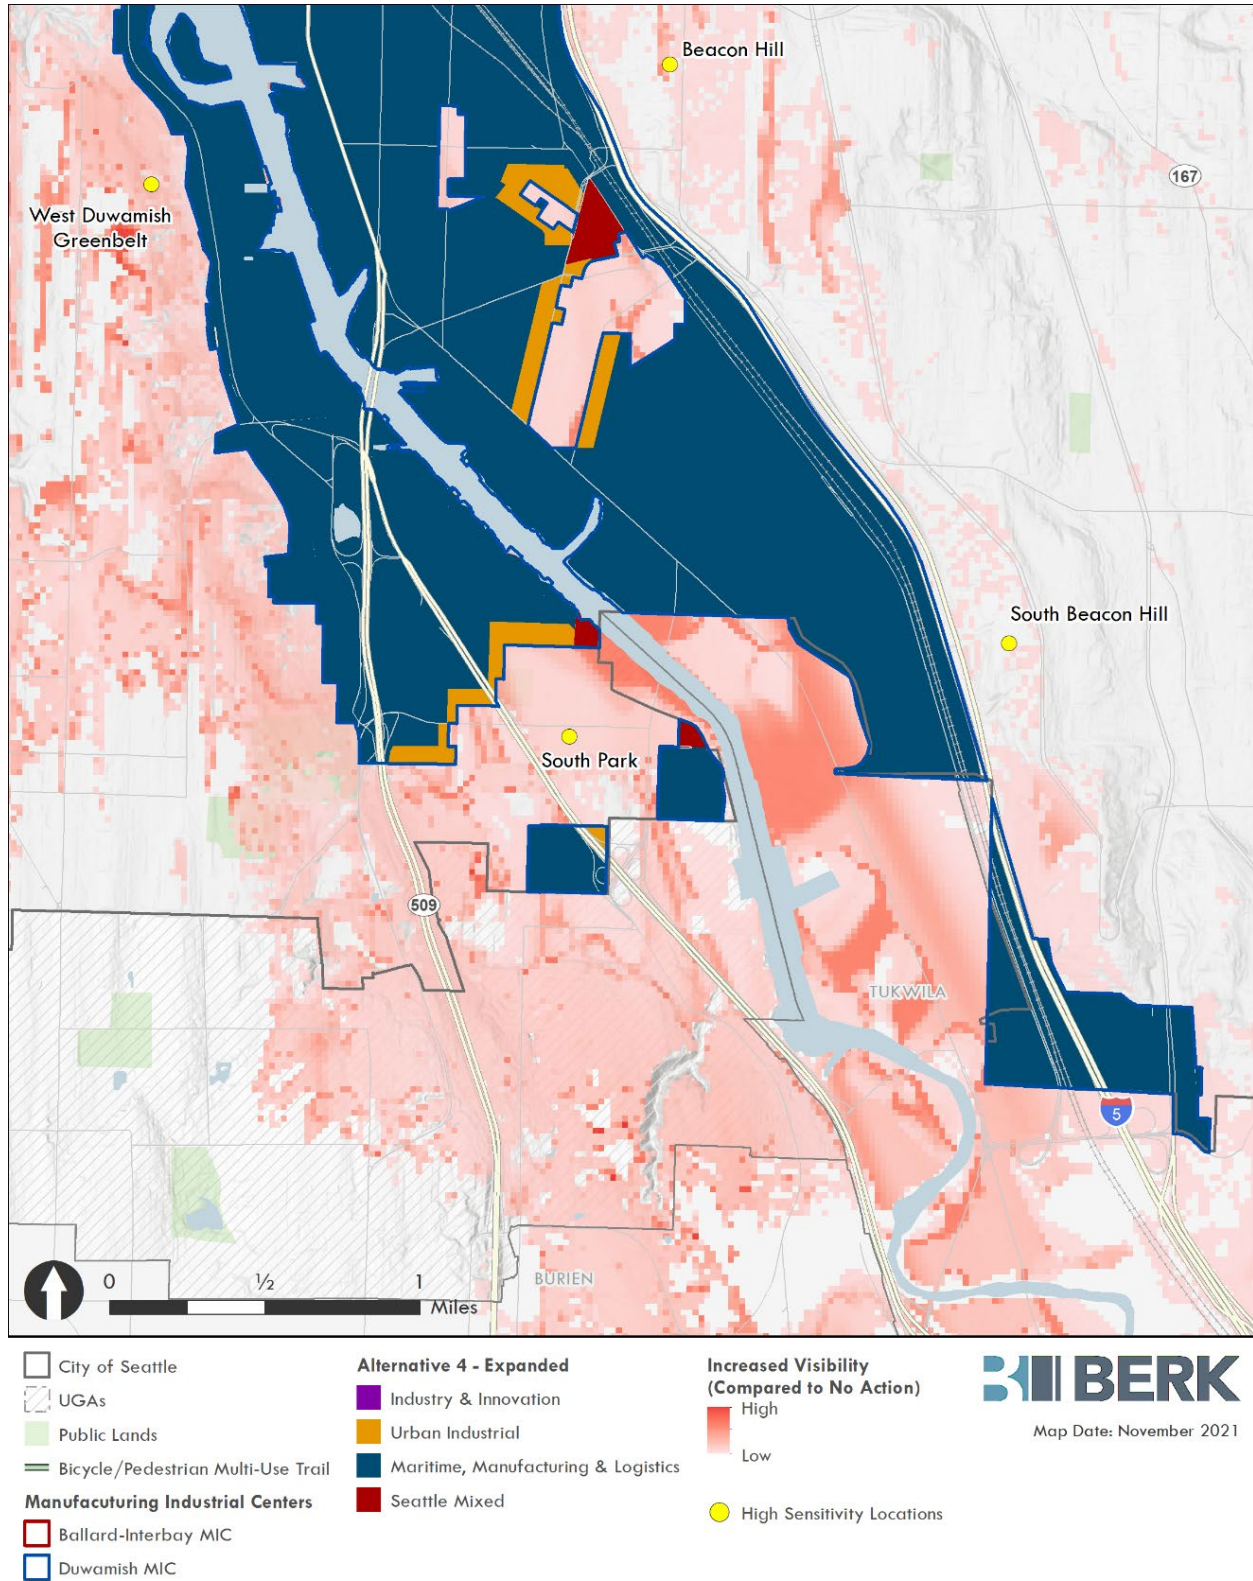 Beacon Hill
167
West Duwamish
Greenbelt
South Beacon Hill
South Park
509
TUKWILA
5
BURIEN
0 ½ 1
Miles
City of Seattle
UGAs
Public Lands
Bicycle/Pedestrian Multi-Use Trail
Manufacuturing Industrial Centers
Ballard-Interbay MIC
Duwamish MIC
Alternative 4 - Expanded
Industry & Innovation
Urban Industrial
Maritime, Manufacturing & Logistics
Seattle Mixed
Increased Visibility
(Compared to No Action)
High
Low
High Sensitivity Locations
BERK
Map Date: November 2021